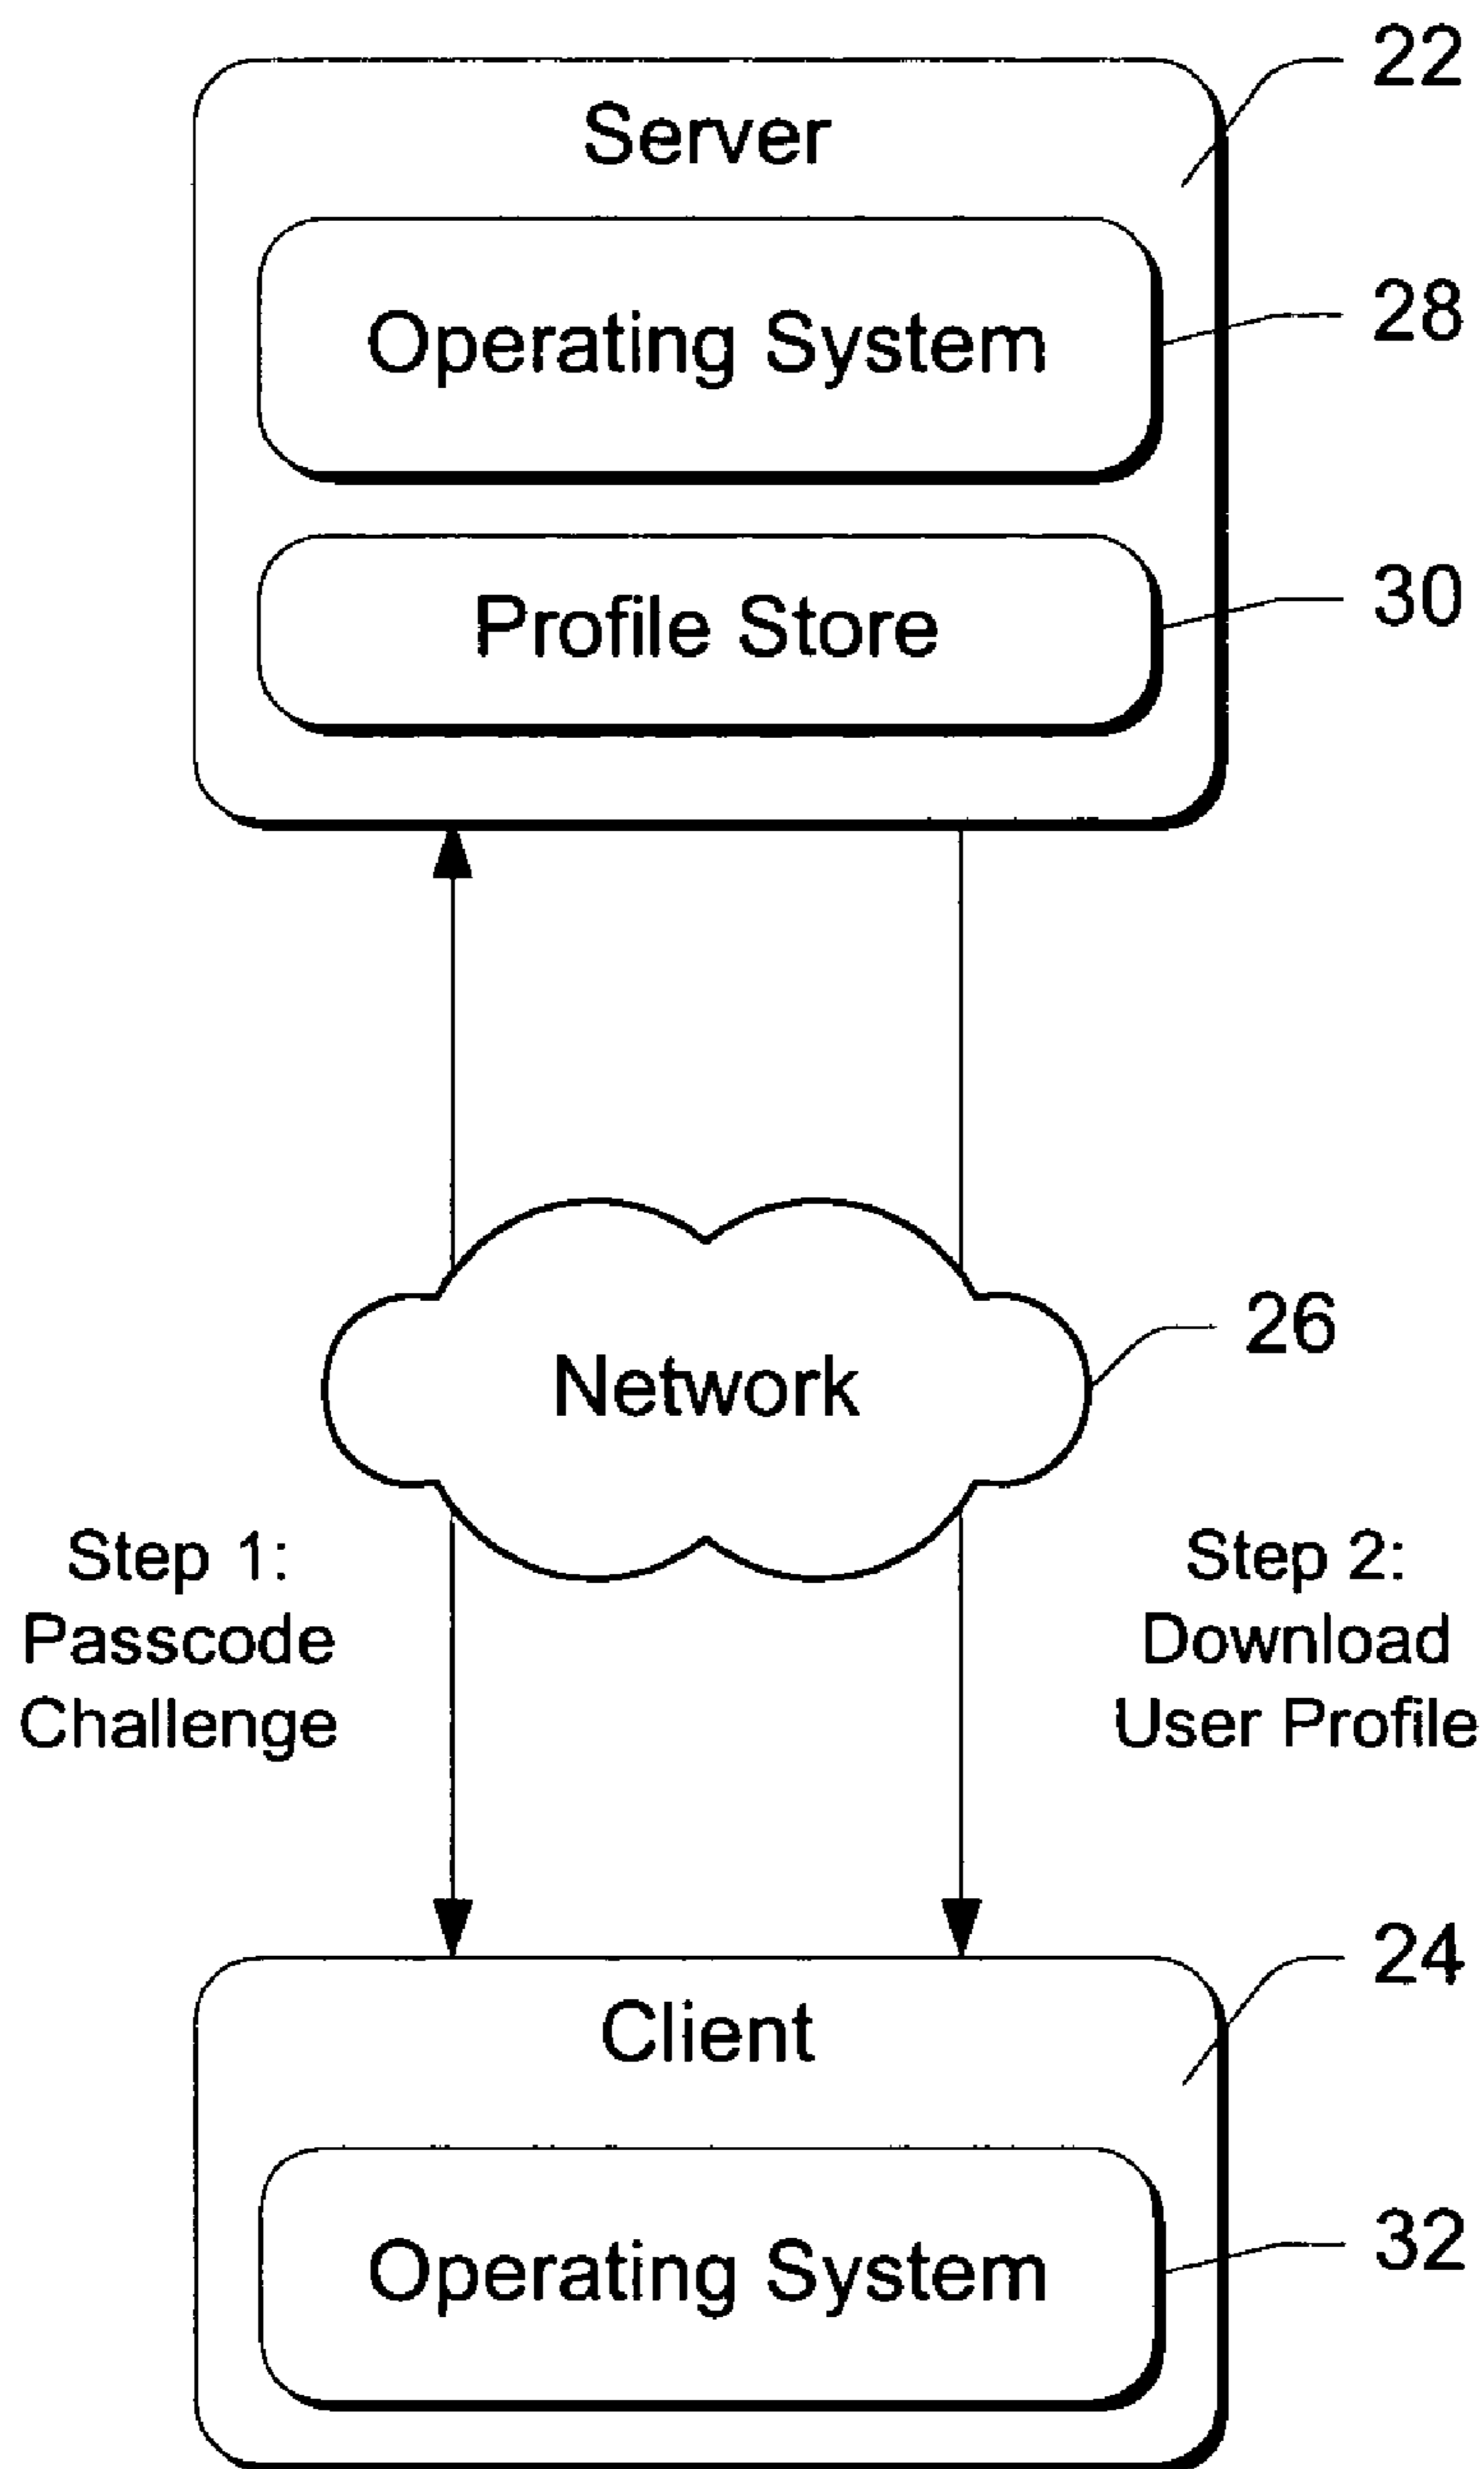 22
Server
Operating System
28
Profile Store
30
Network
26
Step 1:
Passcode
Challenge
Step 2:
Download
User Profile
24
Client
Operating System
32